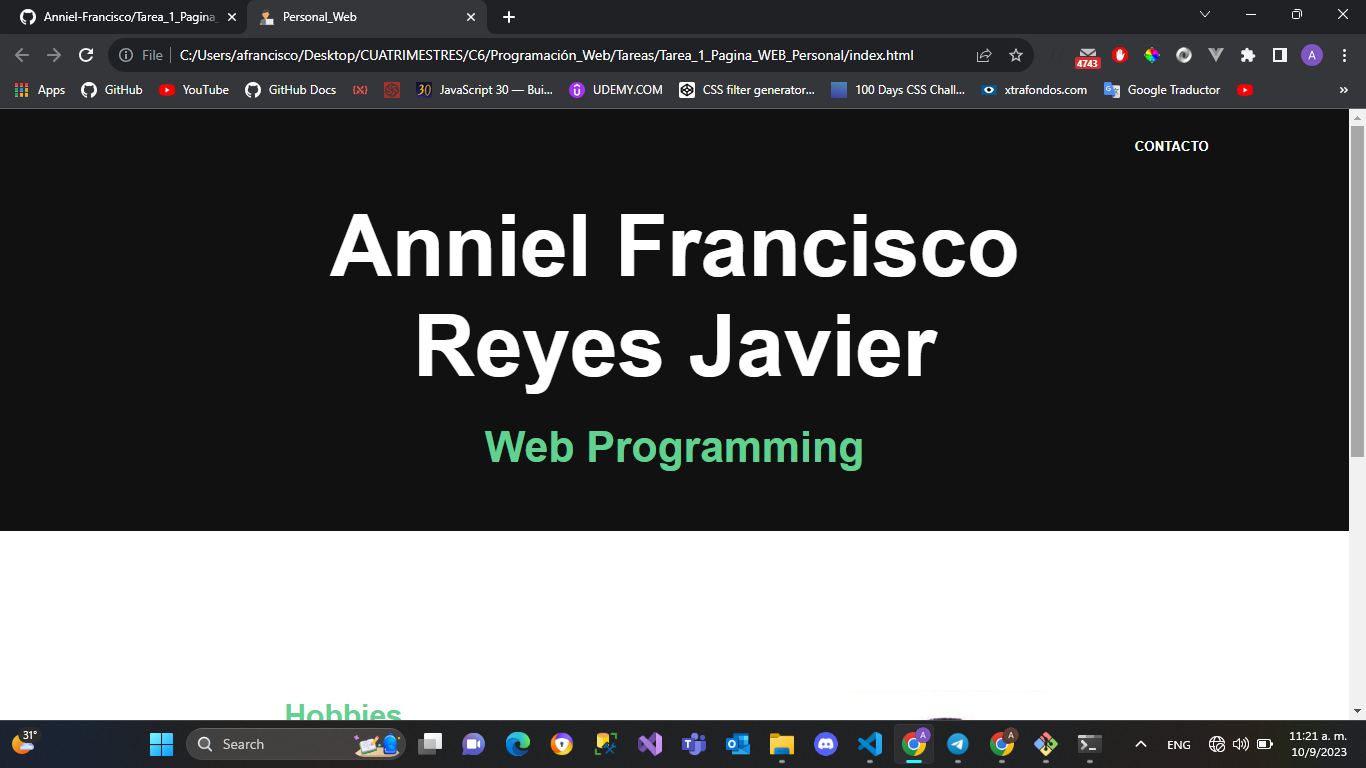 Anniel-Francisco/Tarea_1_Pagina_
Personal_Web
File
C:/Users/afrancisco/Desktop/CUATRIMESTRES/C6/Programación_Web/Tareas/Tarea_1_Pagina_WEB_Personal/index.html
4743
A
Apps
GitHub
YouTube
GitHub Docs
30
JavaScript 30 — Bui...
UDEMY.COM
CSS filter generator...
100 Days CSS Chall...
xtrafondos.com
Google Traductor
»
CONTACTO
Anniel Francisco
Reyes Javier
Web Programming
Hobbies
31°
Search
A
A
ENG
11:21 a. m.
10/9/2023